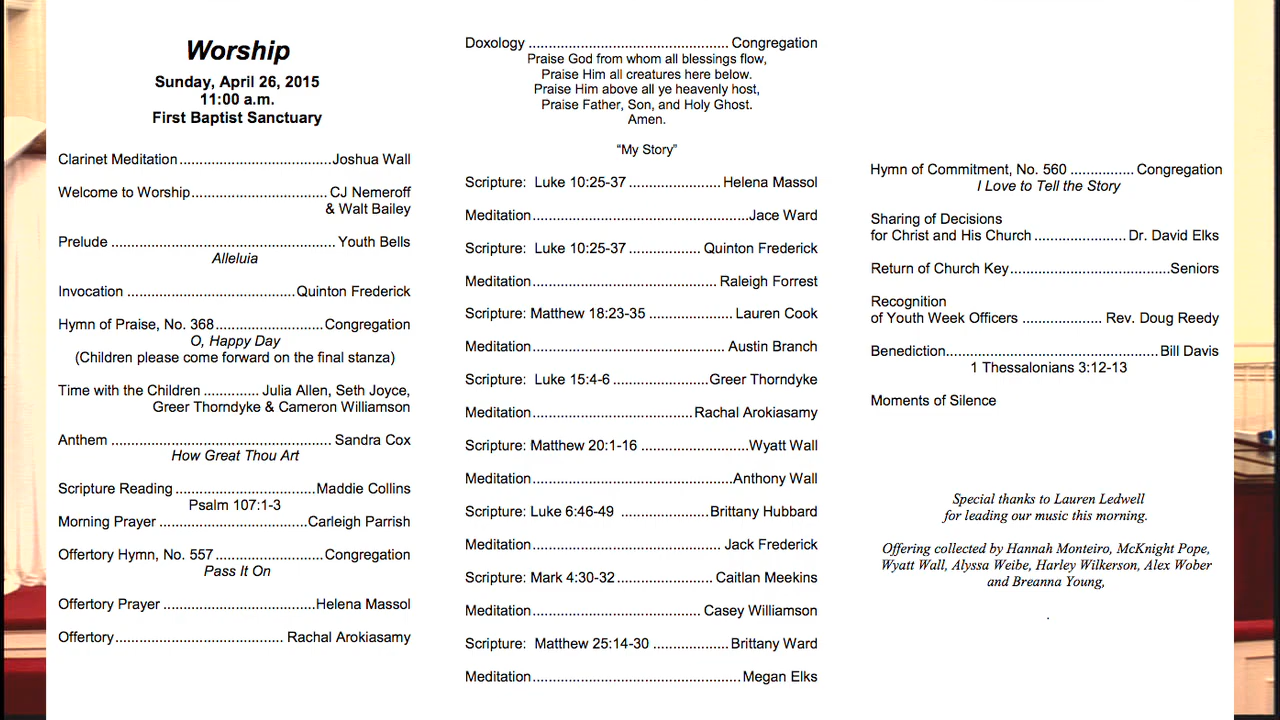 Worship
Sunday, April 26, 2015
11:00 a.m.
First Baptist Sanctuary
Clarinet Meditation......................................Joshua Wall
Welcome to Worship.................................. CJ Nemeroff
& Walt Bailey
Prelude ........................................................ Youth Bells
Alleluia
Invocation ..........................................Quinton Frederick
Hymn of Praise, No. 368...........................Congregation
O, Happy Day
(Children please come forward on the final stanza)
Time with the Children .............. Julia Allen, Seth Joyce,
Greer Thorndyke & Cameron Williamson
Anthem ....................................................... Sandra Cox
How Great Thou Art
Scripture Reading...................................Maddie Collins
Psalm 107:1-3
Morning Prayer .....................................Carleigh Parrish
Offertory Hymn, No. 557...........................Congregation
Pass It On
Offertory Prayer ......................................Helena Massol
Offertory.......................................... Rachal Arokiasamy
Doxology .................................................. Congregation
Praise God from whom all blessings flow,
Praise Him all creatures here below.
Praise Him above all ye heavenly host,
Praise Father, Son, and Holy Ghost.
Amen.
“My Story”
Scripture: Luke 10:25-37 ....................... Helena Massol
Meditation......................................................Jace Ward
Scripture: Luke 10:25-37 ................... Quinton Frederick
Meditation.............................................. Raleigh Forrest
Scripture: Matthew 18:23-35 ..................... Lauren Cook
Meditation................................................ Austin Branch
Scripture: Luke 15:4-6 ........................Greer Thorndyke
Meditation........................................Rachal Arokiasamy
Scripture: Matthew 20:1-16 ...........................Wyatt Wall
Meditation..................................................Anthony Wall
Scripture: Luke 6:46-49 ......................Brittany Hubbard
Meditation............................................... Jack Frederick
Scripture: Mark 4:30-32........................ Caitlan Meekins
Meditation.......................................... Casey Williamson
Scripture: Matthew 25:14-30 ...................Brittany Ward
Meditation....................................................Megan Elks
Hymn of Commitment, No. 560 ................ Congregation
I Love to Tell the Story
Sharing of Decisions
for Christ and His Church ....................... Dr. David Elks
Return of Church Key........................................Seniors
Recognition
of Youth Week Officers .................... Rev. Doug Reedy
Benediction..................................................... Bill Davis
1 Thessalonians 3:12-13
Moments of Silence
Special thanks to Lauren Ledwell
for leading our music this morning.
Offering collected by Hannah Monteiro, McKnight Pope,
Wyatt Wall, Alyssa Weibe, Harley Wilkerson, Alex Wober
and Breanna Young,
.